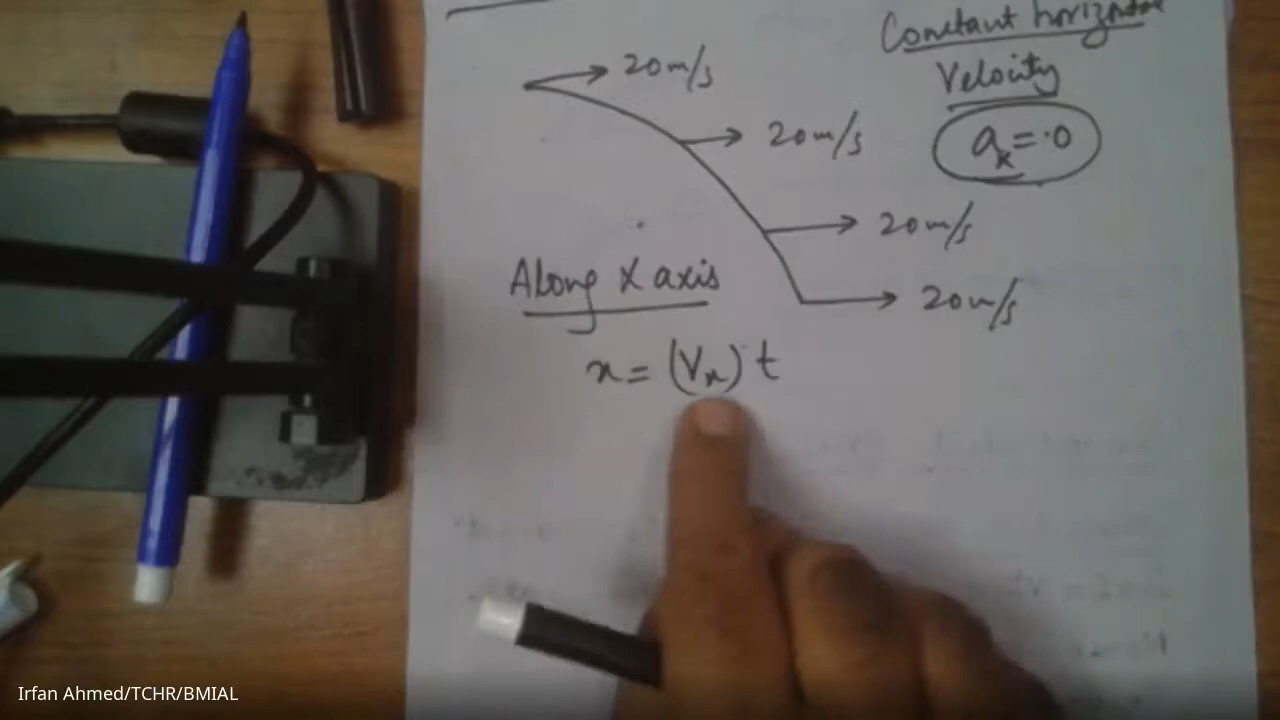 Constant horizontal
Velocity
aₓ = 0
20m/s
20m/s
20m/s
20m/s
Along X axis
x = (Vₓ) t
Irfan Ahmed/TCHR/BMIAL